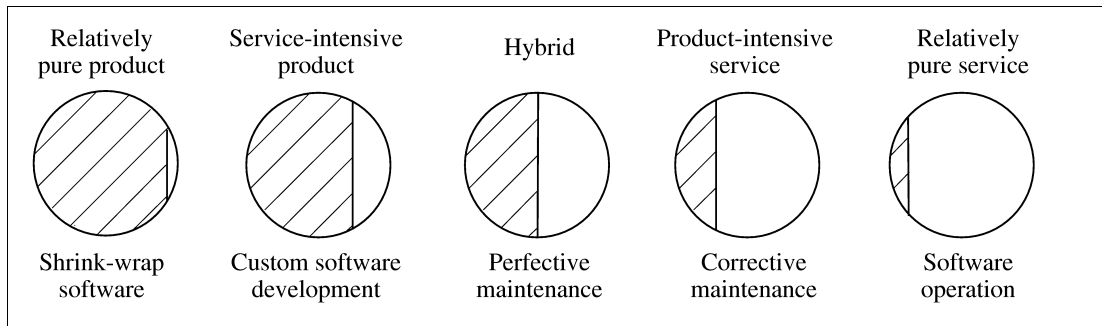 Relatively
pure product
Service-intensive
product
Hybrid
Product-intensive
service
Relatively
pure service
Shrink-wrap
software
Custom software
development
Perfective
maintenance
Corrective
maintenance
Software
operation